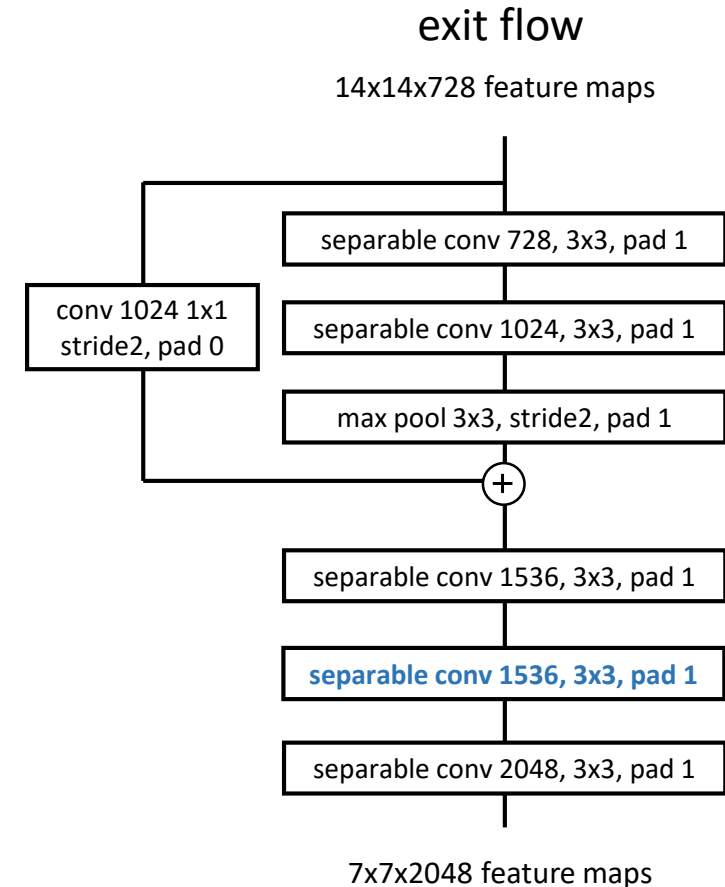 exit flow
14x14x728 feature maps
separable conv 728, 3x3, pad 1
conv 1024 1x1
stride2, pad 0
separable conv 1024, 3x3, pad 1
max pool 3x3, stride2, pad 1
+
separable conv 1536, 3x3, pad 1
separable conv 1536, 3x3, pad 1
separable conv 2048, 3x3, pad 1
7x7x2048 feature maps